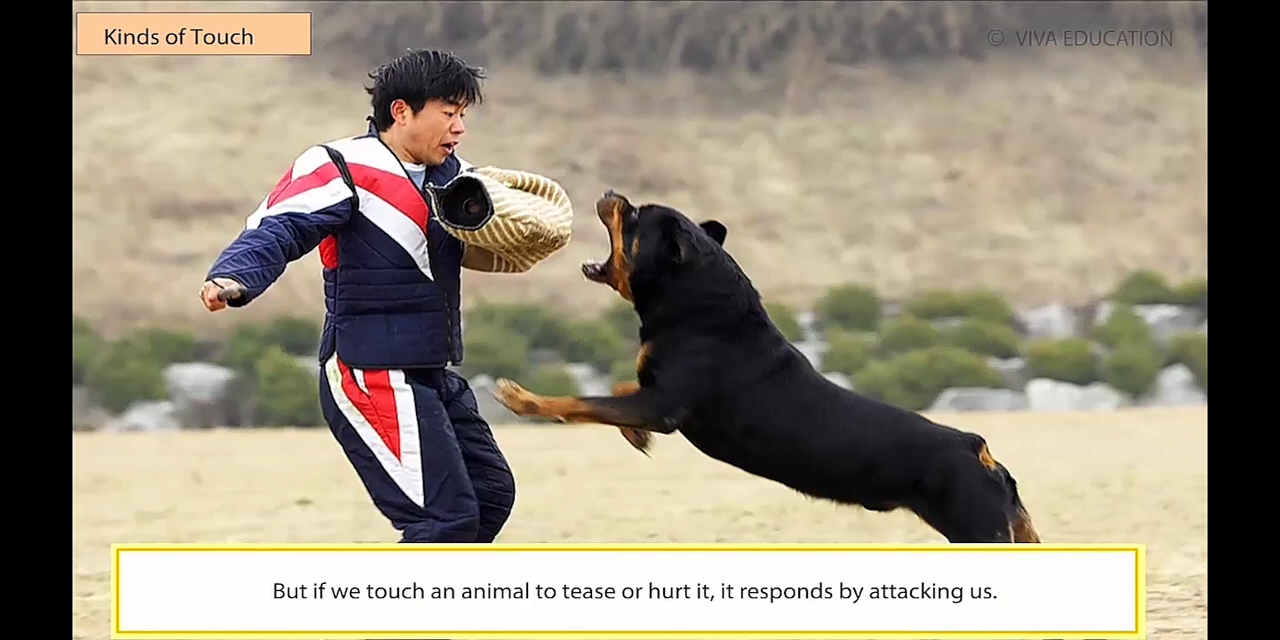 Kinds of Touch
© VIVA EDUCATION
But if we touch an animal to tease or hurt it, it responds by attacking us.